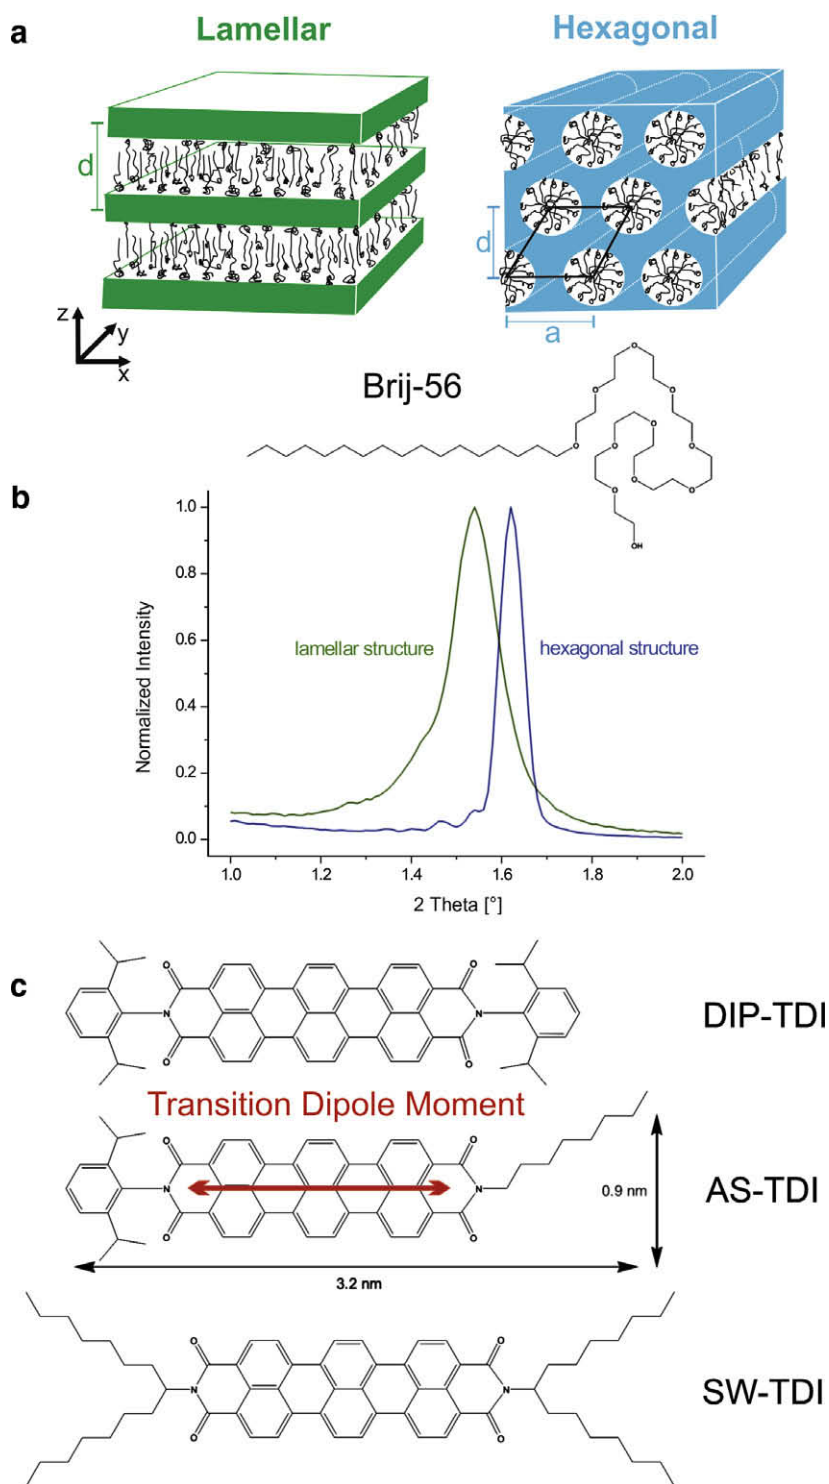 a
Lamellar
Hexagonal
d
d
a
z
y
x
Brij-56
O
O
O
O
O
O
O
O
O
O
OH
b
1.0
0.8
0.6
0.4
0.2
0.0
Normalized Intensity
lamellar structure
hexagonal structure
1.0
1.2
1.4
1.6
1.8
2.0
2 Theta [°]
c
O
O
N
N
O
O
DIP-TDI
Transition Dipole Moment
O
O
N
N
O
O
0.9 nm
AS-TDI
3.2 nm
O
O
N
N
O
O
SW-TDI